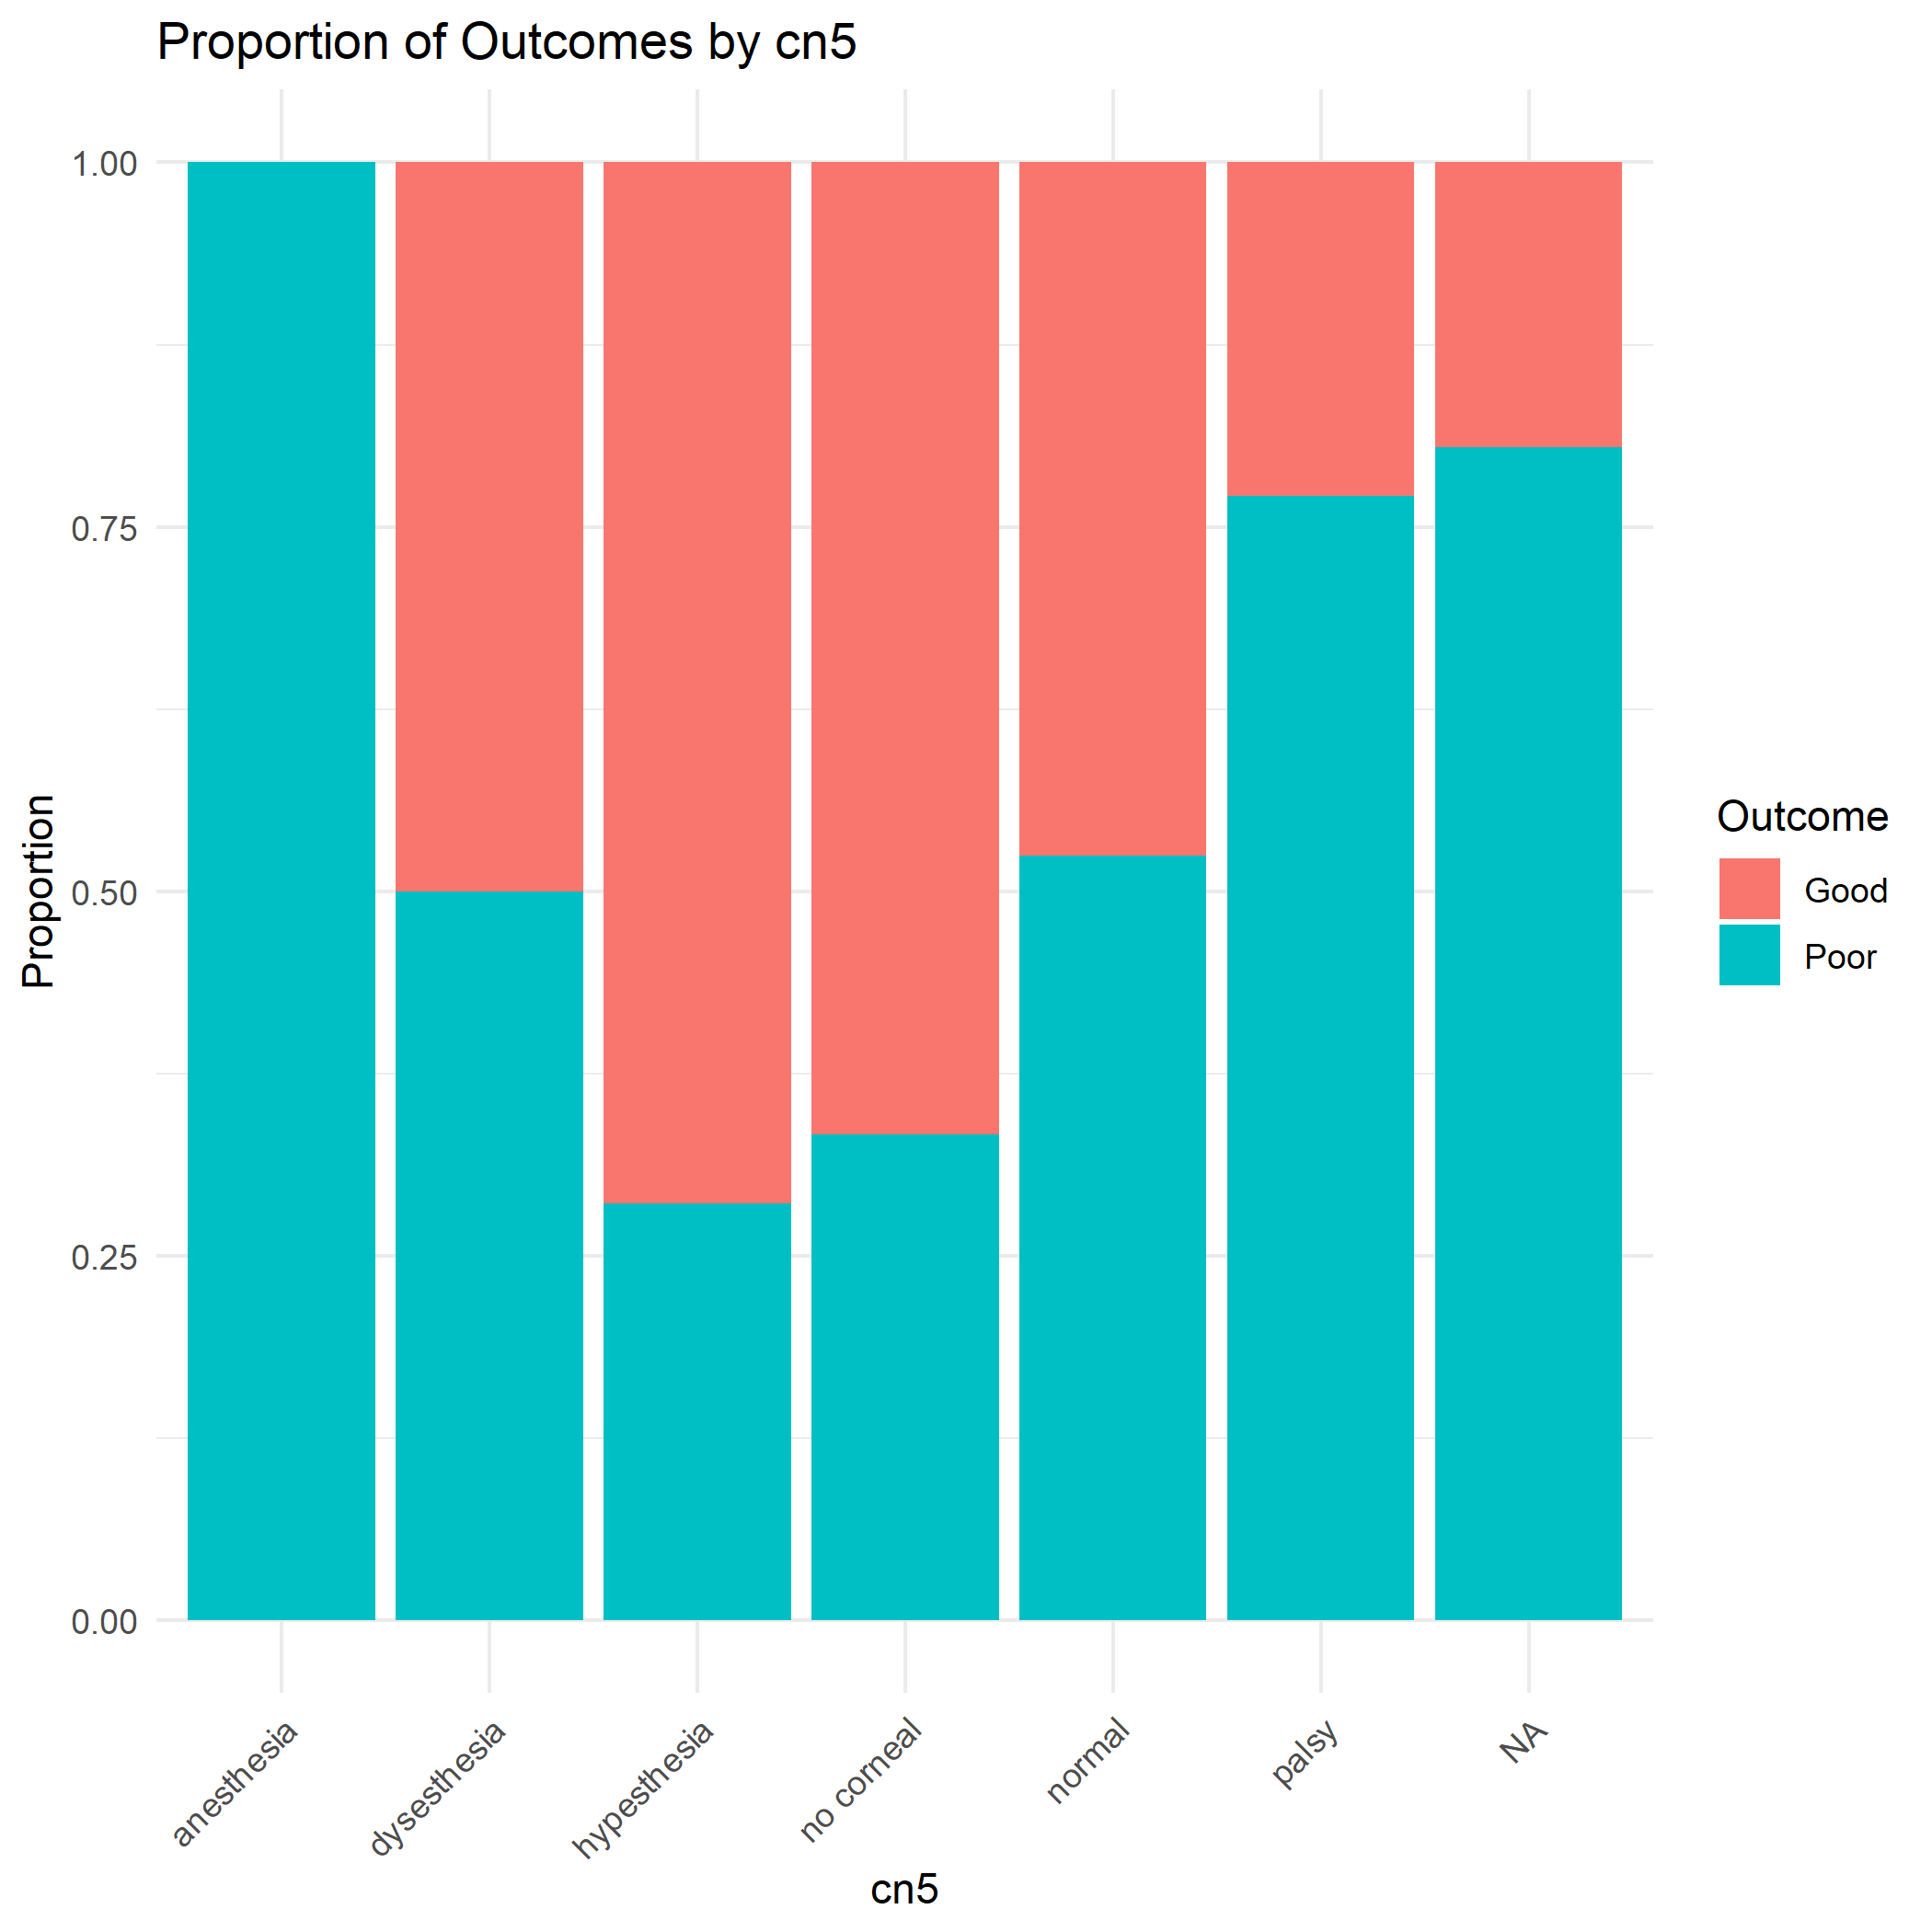 Proportion of Outcomes by cn5
1.00
0.75
0.50
0.25
0.00
Proportion
anesthesia
dysesthesia
hypesthesia
no corneal
normal
palsy
NA
cn5
Outcome
Good
Poor